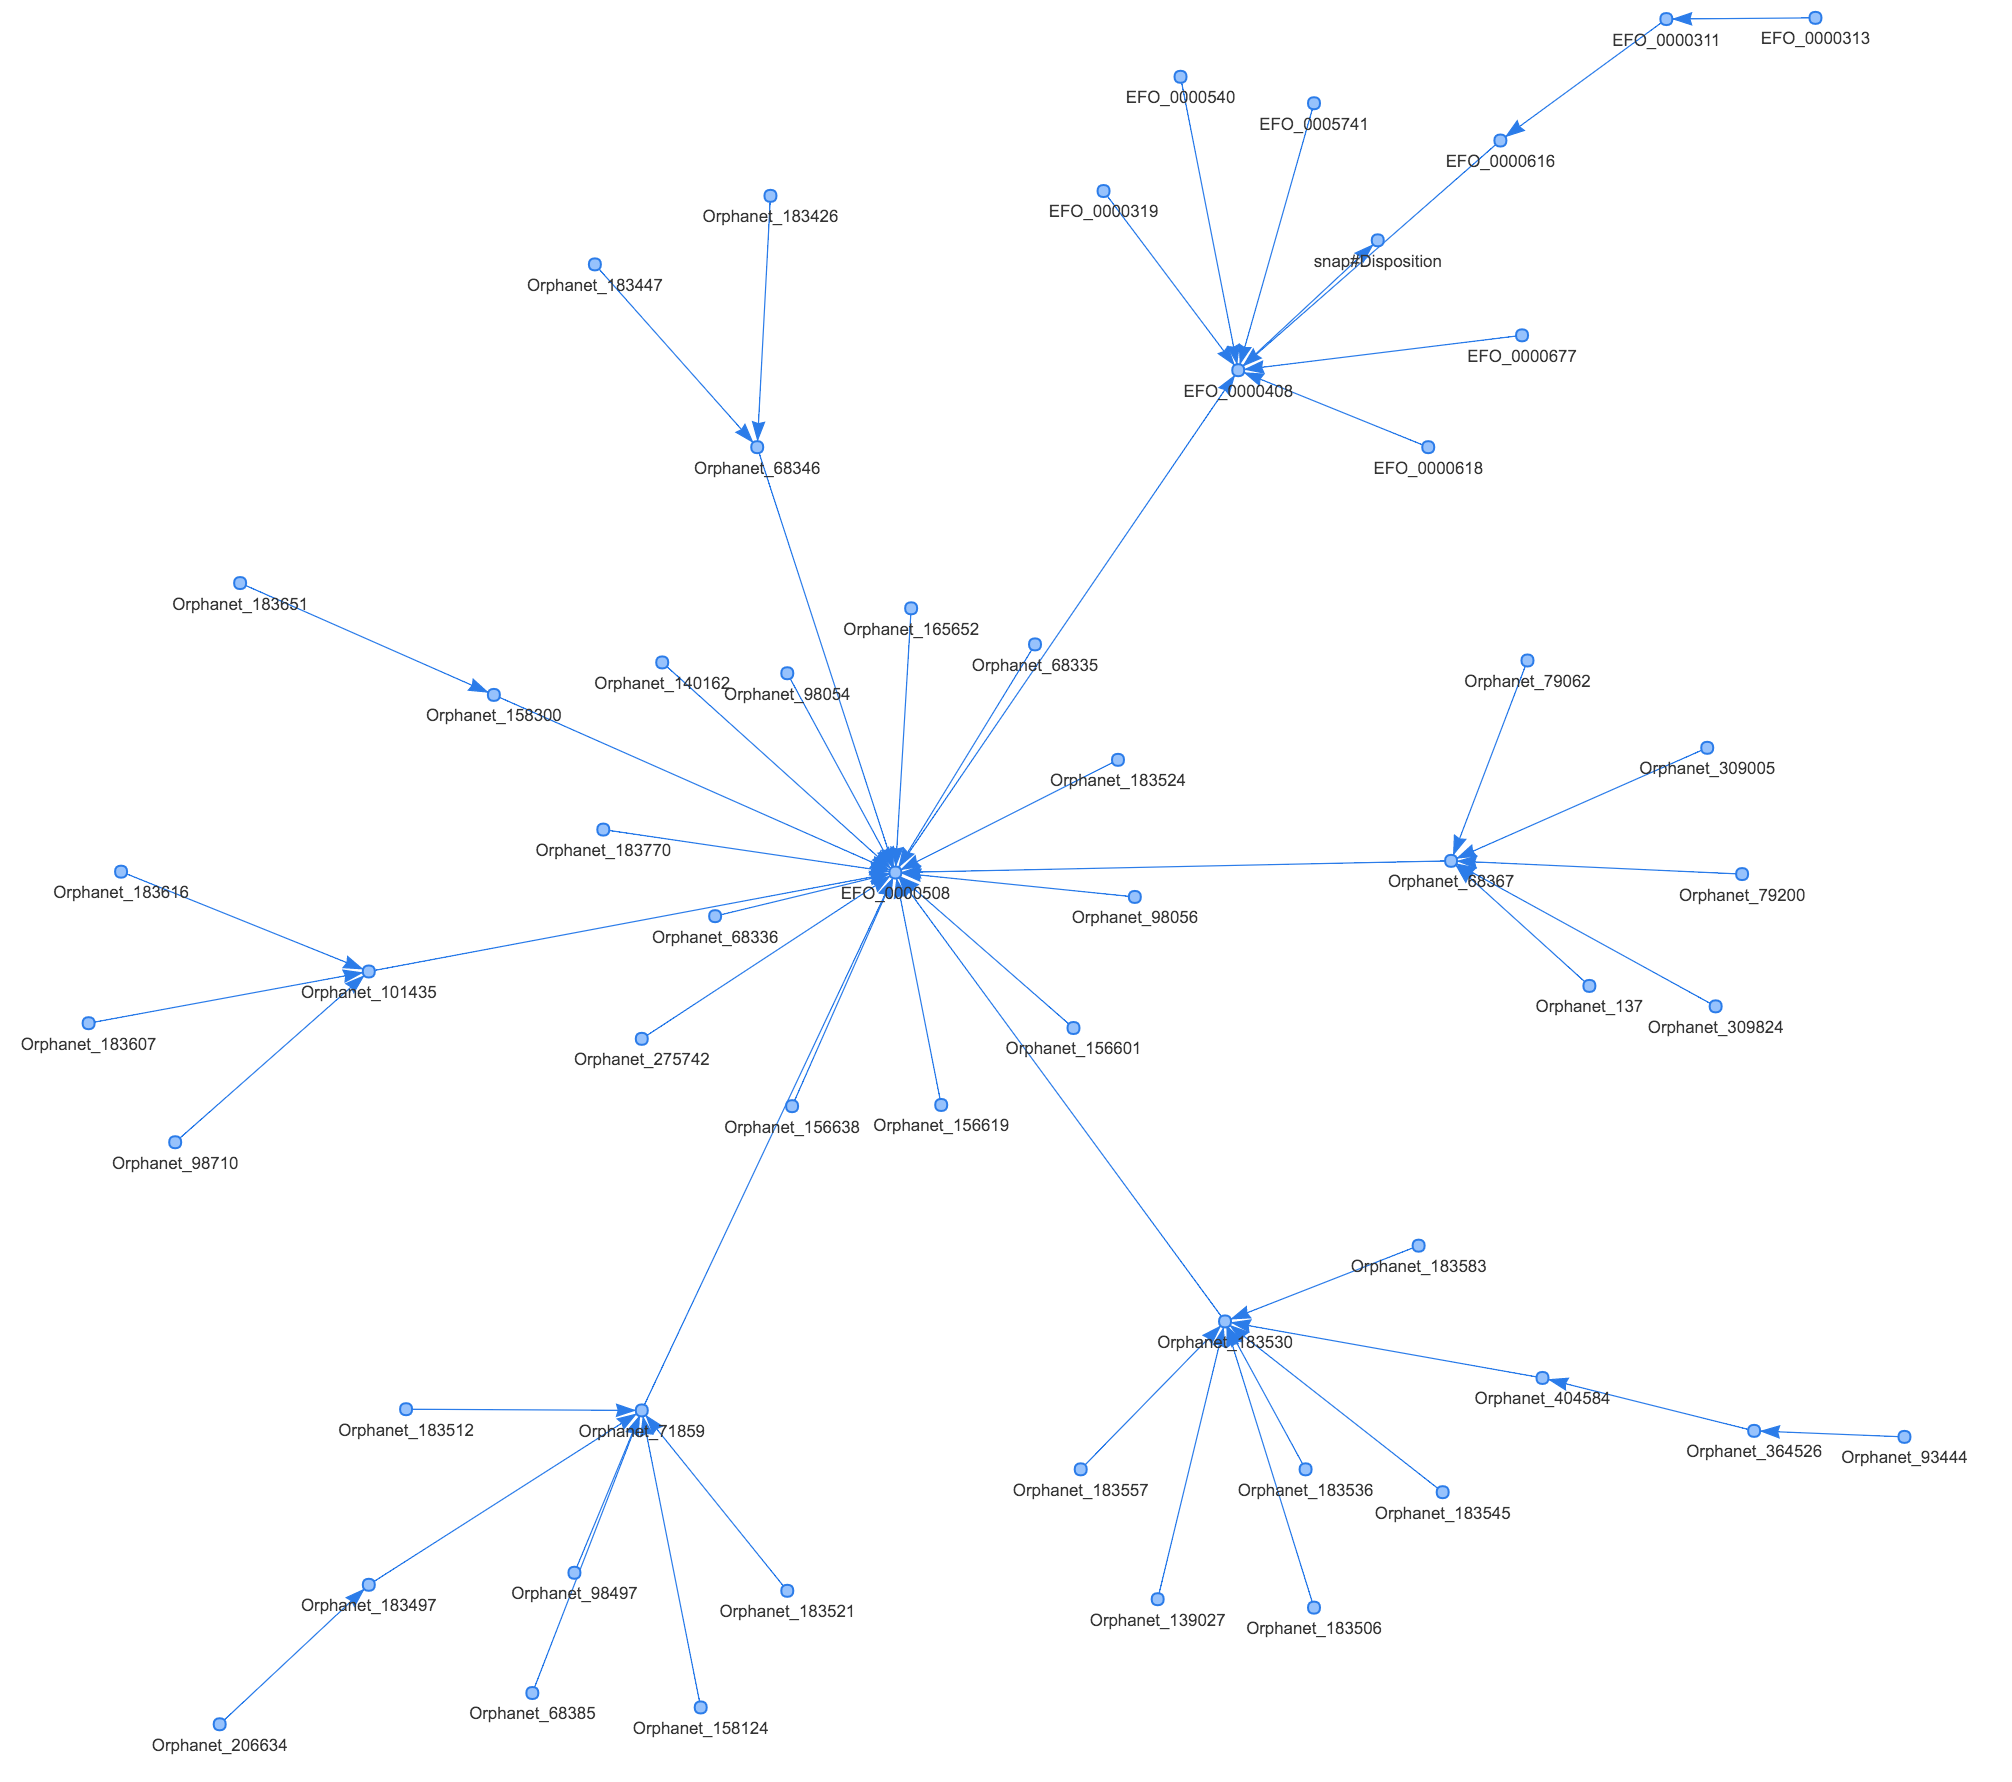 EFO_0000311
EFO_0000313
EFO_0000540
EFO_0005741
EFO_0000616
EFO_0000319
Orphanet_183426
snap#Disposition
Orphanet_183447
EFO_0000677
EFO_0000408
Orphanet_68346
EFO_0000618
Orphanet_183651
Orphanet_165652
Orphanet_68335
Orphanet_140162
Orphanet_98054
Orphanet_79062
Orphanet_158300
Orphanet_309005
Orphanet_183524
Orphanet_183770
Orphanet_68367
Orphanet_183616
EFO_0000508
Orphanet_79200
Orphanet_98056
Orphanet_68336
Orphanet_101435
Orphanet_137
Orphanet_309824
Orphanet_183607
Orphanet_156601
Orphanet_275742
Orphanet_156638
Orphanet_156619
Orphanet_98710
Orphanet_183583
Orphanet_183530
Orphanet_404584
Orphanet_183512
Orphanet_71859
Orphanet_364526
Orphanet_93444
Orphanet_183557
Orphanet_183536
Orphanet_183545
Orphanet_98497
Orphanet_183497
Orphanet_183521
Orphanet_139027
Orphanet_183506
Orphanet_68385
Orphanet_158124
Orphanet_206634